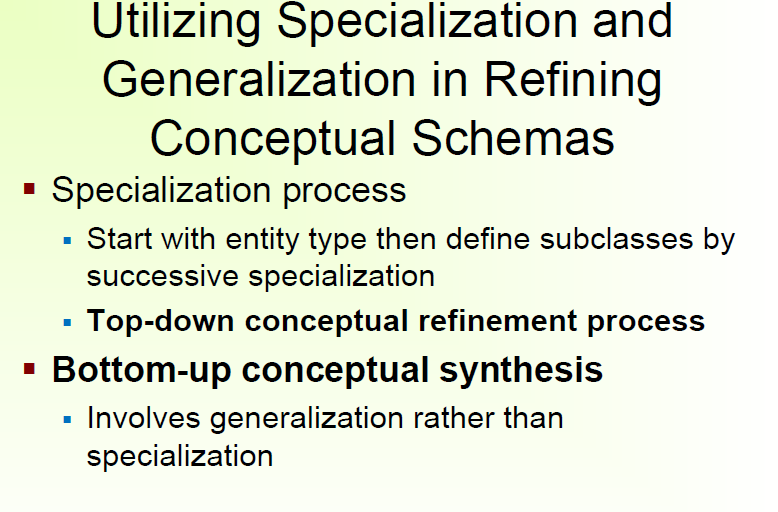 Utilizing Specialization and
Generalization in Refining
Conceptual Schemas
Specialization process
Start with entity type then define subclasses by
successive specialization
Top-down conceptual refinement process
Bottom-up conceptual synthesis
Involves generalization rather than
specialization